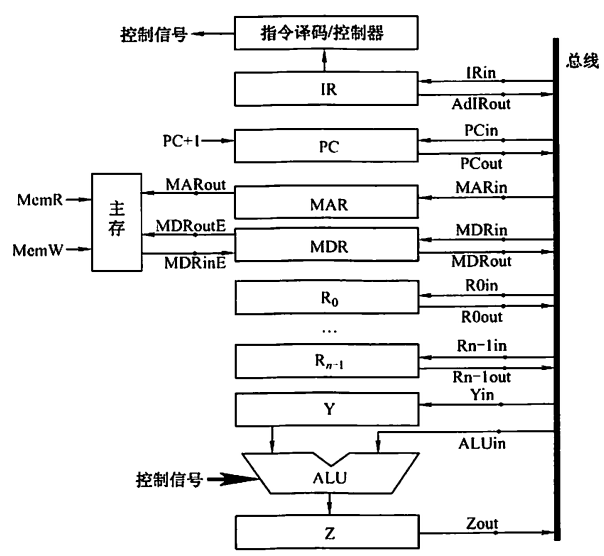 控制信号
指令译码/控制器
总线
IR
IRin
AdIRout
PC+1
PC
PCin
PCout
MemR
MemW
主存
MARout
MAR
MARin
MDRoutE
MDRinE
MDR
MDRin
MDRout
R0
R0in
R0out
…
Rn-1
Rn-1in
Rn-1out
Y
Yin
ALUin
控制信号
ALU
Z
Zout